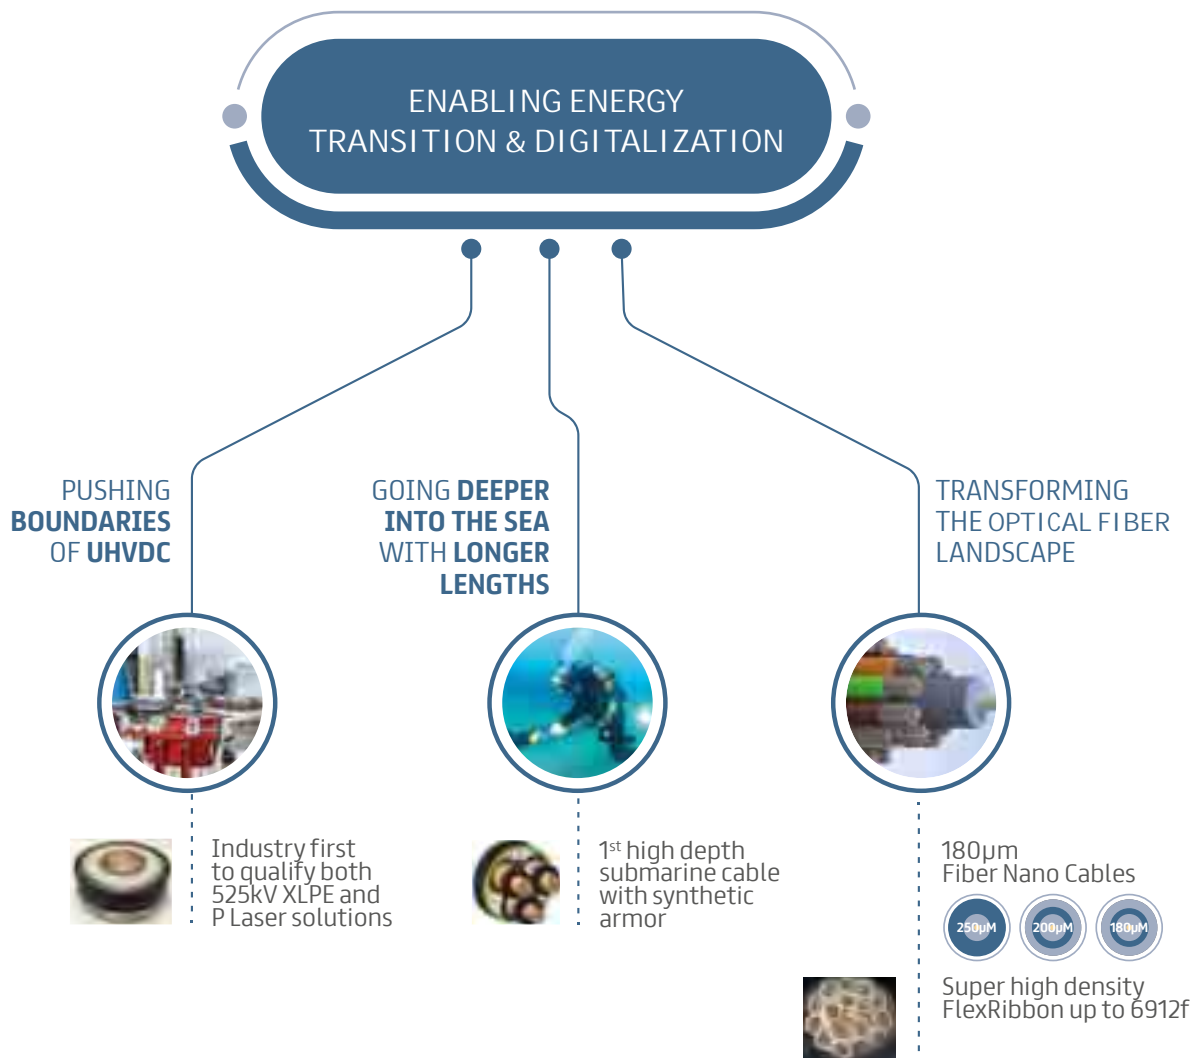 ENABLING ENERGY
TRANSITION & DIGITALIZATION
PUSHING
BOUNDARIES
OF UHVDC
GOING DEEPER
INTO THE SEA
WITH LONGER
LENGTHS
TRANSFORMING
THE OPTICAL FIBER
LANDSCAPE
Industry first
to qualify both
525kV XLPE and
P Laser solutions
1st high depth
submarine cable
with synthetic
armor
180µm
Fiber Nano Cables
250µM 200µM 180µM
Super high density
FlexRibbon up to 6912f